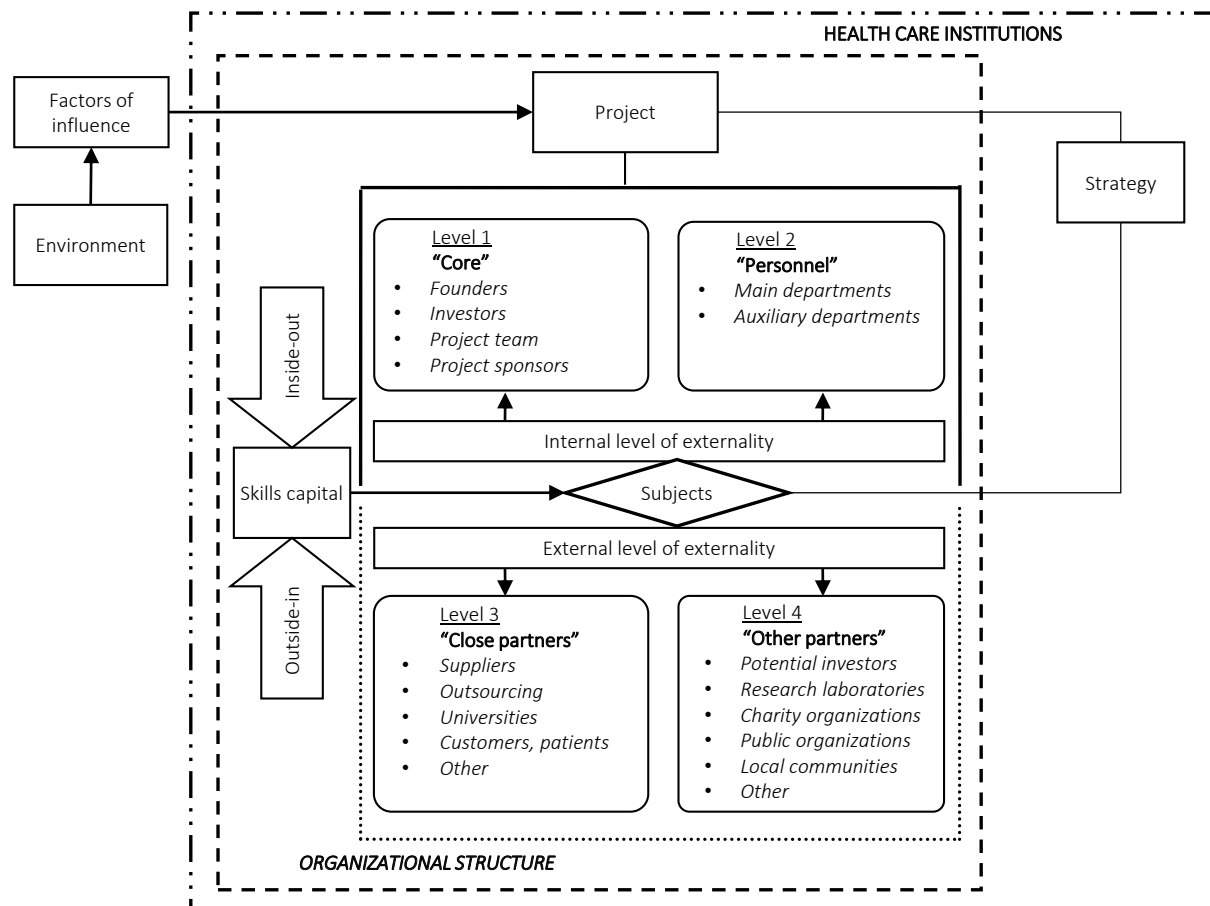 HEALTH CARE INSTITUTIONS
Factors of
influence
Project
Strategy
Environment
Level 1
“Core”
• Founders
• Investors
• Project team
• Project sponsors
Level 2
“Personnel”
• Main departments
• Auxiliary departments
Inside-out
Internal level of externality
Skills capital
Subjects
External level of externality
Outside-in
Level 3
“Close partners”
• Suppliers
• Outsourcing
• Universities
• Customers, patients
• Other
Level 4
“Other partners”
• Potential investors
• Research laboratories
• Charity organizations
• Public organizations
• Local communities
• Other
ORGANIZATIONAL STRUCTURE